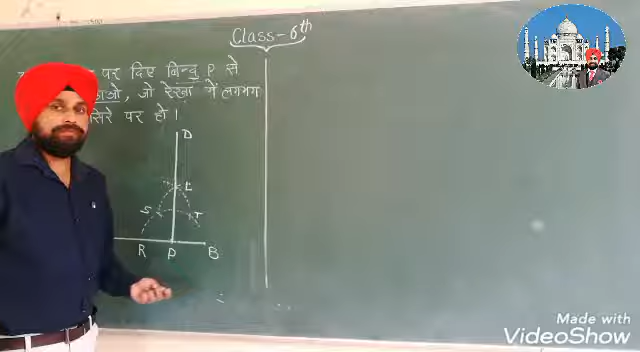 Class-6th
पर दिए बिन्दु P से
, जो रेखा में लगभग
सिरे पर हो।
D
E
S T
R P B
Made with
VideoShow